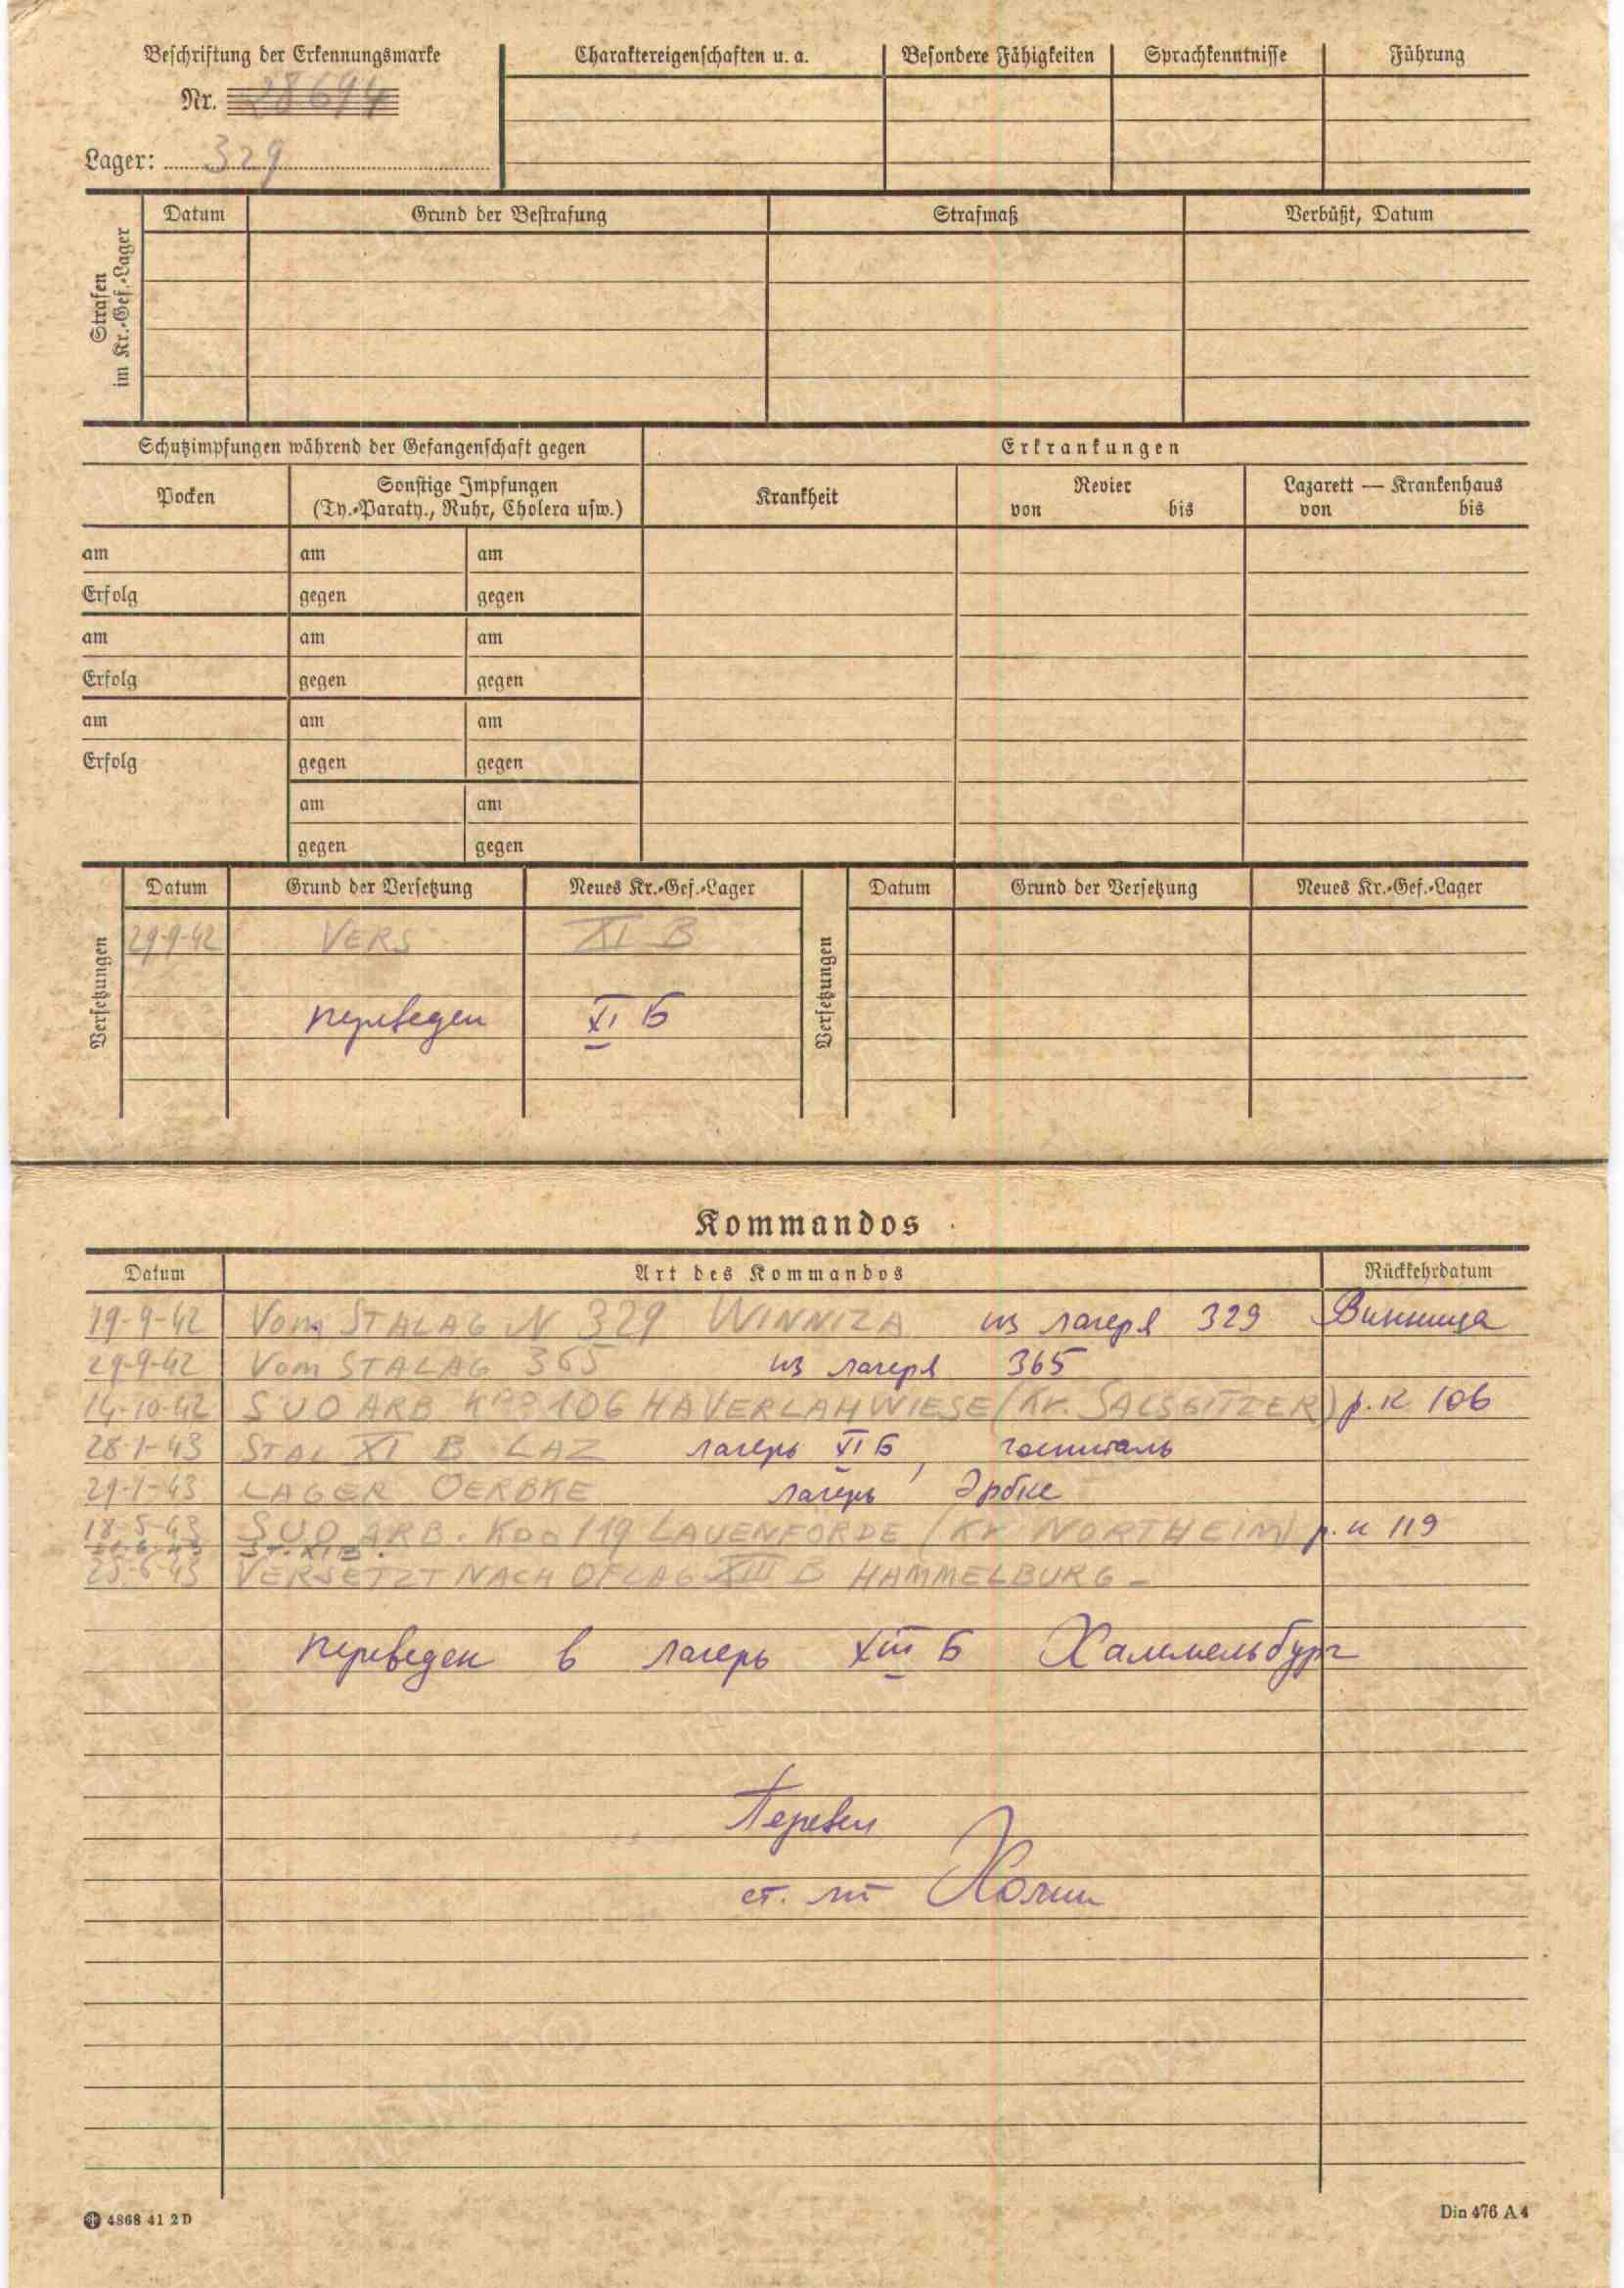 Beschriftung der Erkennungsmarke
Nr. 28694
Lager: 329
Charaktereigenschaften u. a.
Besondere Fähigkeiten
Sprachkenntnisse
Führung
Strafen
im Kr.-Gef.-Lager
Datum
Grund der Bestrafung
Strafmaß
Verbüßt, Datum
Schutzimpfungen während der Gefangenschaft gegen
Erkrankungen
Pocken
Sonstige Impfungen
(Ty.-Paraty., Ruhr, Cholera usw.)
Krankheit
Revier
von bis
Lazarett — Krankenhaus
von bis
am am am
Erfolg gegen gegen
am am am
Erfolg gegen gegen
am am am
Erfolg gegen gegen
am am
gegen gegen
Versetzungen
Datum Grund der Versetzung Neues Kr.-Gef.-Lager
29-9-42 VERS XI B
переведен XI Б
Versetzungen
Datum Grund der Versetzung Neues Kr.-Gef.-Lager
Kommandos
Datum Art des Kommandos Rückkehrdatum
19-9-42 Vom STALAG N 329 WINNIZA из лагеря 329 Винница
29-9-42 Vom STALAG 365 из лагеря 365
14-10-42 ARB 106 HAVERLAHWIESE (KR. SALSGITTER) р. к 106
28-1-43 STAL XI B LAZ лагерь XI Б, госпиталь
29-1-43 LAGER OERBKE лагерь Эрбке
18-5-43 ARB. Kdo 119 LAUENFÖRDE (KR NORTHEIM) р. к 119
ST. XI B.
23-6-43 VERSETZT NACH OFLAG XIII B HAMMELBURG -
переведен в лагерь XIII Б Хаммельбург
Перевел
ст. лт
4868 41 2 D
Din 476 A 4